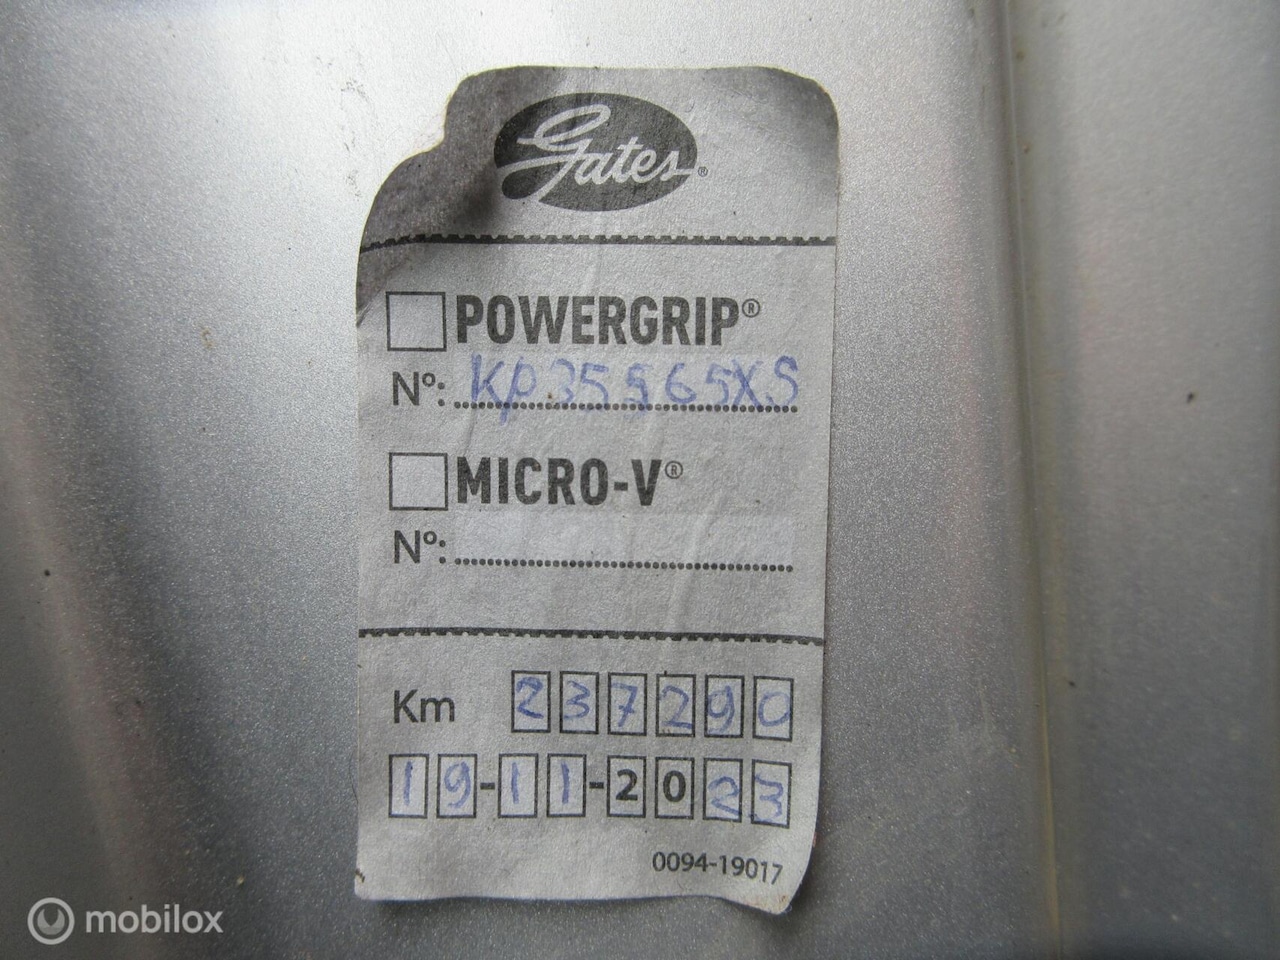 Gates®
POWERGRIP®
Nº: KP35565XS
MICRO-V®
Nº:
Km 237290
19-11-2023
0094-19017
mobilox